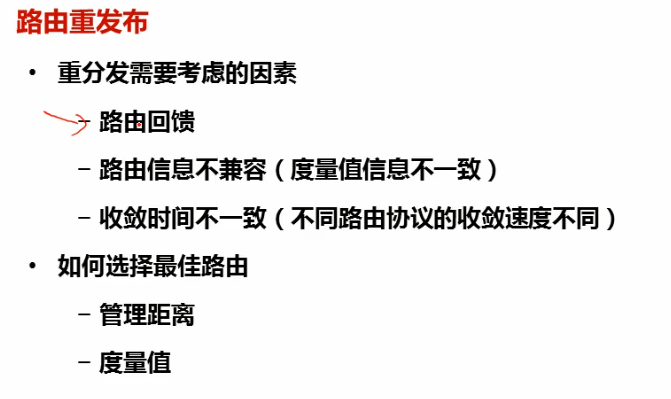 路由重发布
• 重分发需要考虑的因素
– 路由回馈
– 路由信息不兼容（度量值信息不一致）
– 收敛时间不一致（不同路由协议的收敛速度不同）
• 如何选择最佳路由
– 管理距离
– 度量值